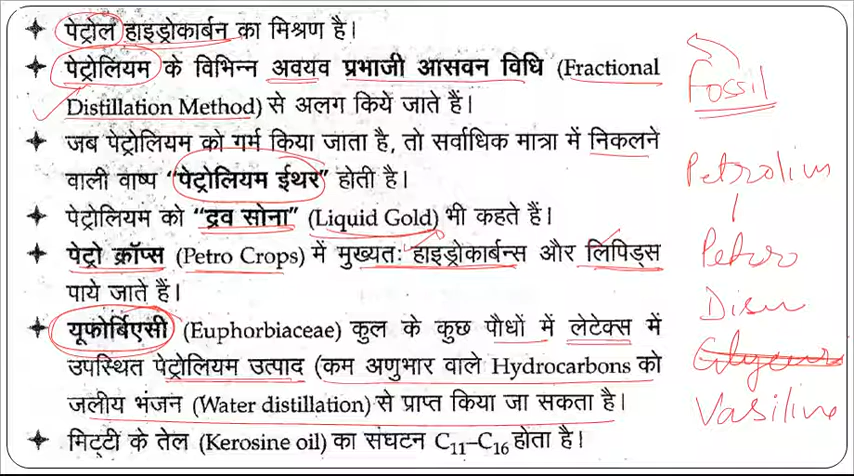 ✦ पेट्रोल हाइड्रोकार्बन का मिश्रण है।
✦ पेट्रोलियम के विभिन्न अवयव प्रभाजी आसवन विधि (Fractional
Distillation Method) से अलग किये जाते हैं।
✦ जब पेट्रोलियम को गर्म किया जाता है, तो सर्वाधिक मात्रा में निकलने
वाली वाष्प “पेट्रोलियम ईथर” होती है।
✦ पेट्रोलियम को “द्रव सोना” (Liquid Gold) भी कहते हैं।
✦ पेट्रो क्रॉप्स (Petro Crops) में मुख्यतः हाइड्रोकार्बन्स और लिपिड्स
पाये जाते हैं।
✦ यूफोर्बिएसी (Euphorbiaceae) कुल के कुछ पौधों में लेटेक्स में
उपस्थित पेट्रोलियम उत्पाद (कम अणुभार वाले Hydrocarbons को
जलीय भंजन (Water distillation) से प्राप्त किया जा सकता है।
✦ मिट्टी के तेल (Kerosine oil) का संघटन C₁₁–C₁₆ होता है।
Fossil
Petrolium
Petro
Vasiline